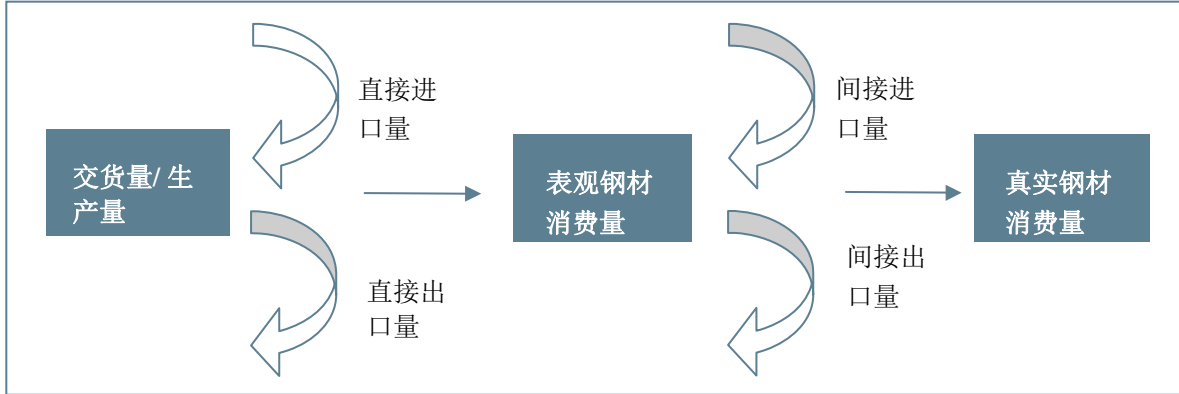 交货量/ 生
产量
直接进
口量
直接出
口量
表观钢材
消费量
间接进
口量
间接出
口量
真实钢材
消费量